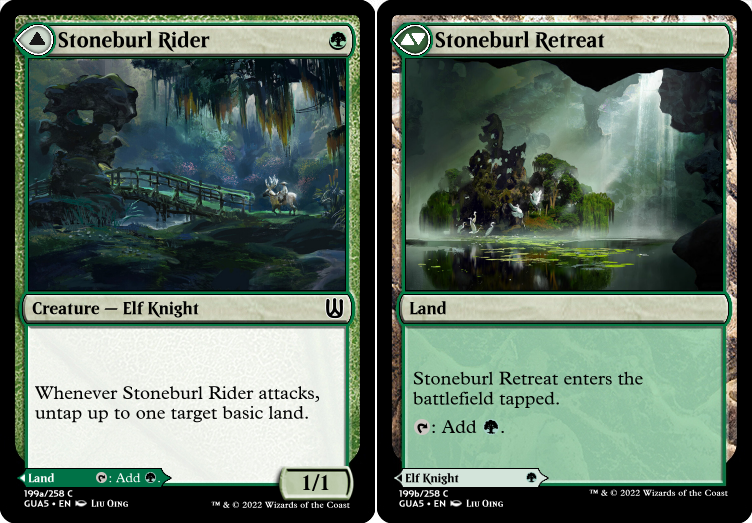 Stoneburl Rider
Creature — Elf Knight
Whenever Stoneburl Rider attacks,
untap up to one target basic land.
Land : Add .
1/1
199a/258 C
GUA5 • EN Liu Qing
™ & © 2022 Wizards of the Coast
Stoneburl Retreat
Land
Stoneburl Retreat enters the
battlefield tapped.
: Add .
Elf Knight
199b/258 C
GUA5 • EN Liu Qing
™ & © 2022 Wizards of the Coast